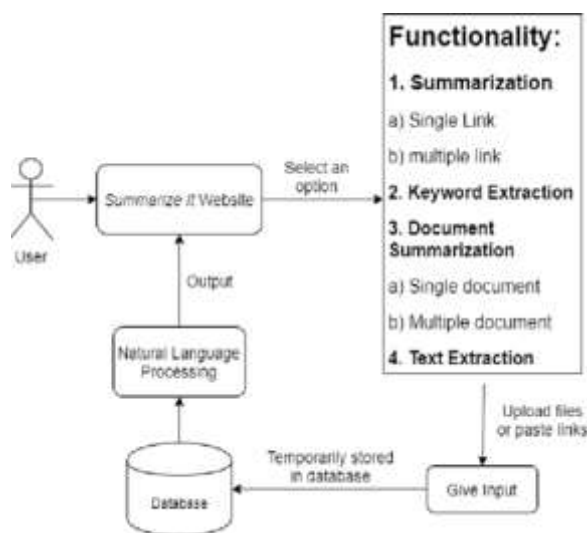 Functionality:
1. Summarization
a) Single Link
b) multiple link
2. Keyword Extraction
3. Document
Summarization
a) Single document
b) Multiple document
4. Text Extraction
User
Summarize It Website
Select an
option
Output
Natural Language
Processing
Database
Temporarily stored
in database
Give Input
Upload files
or paste links